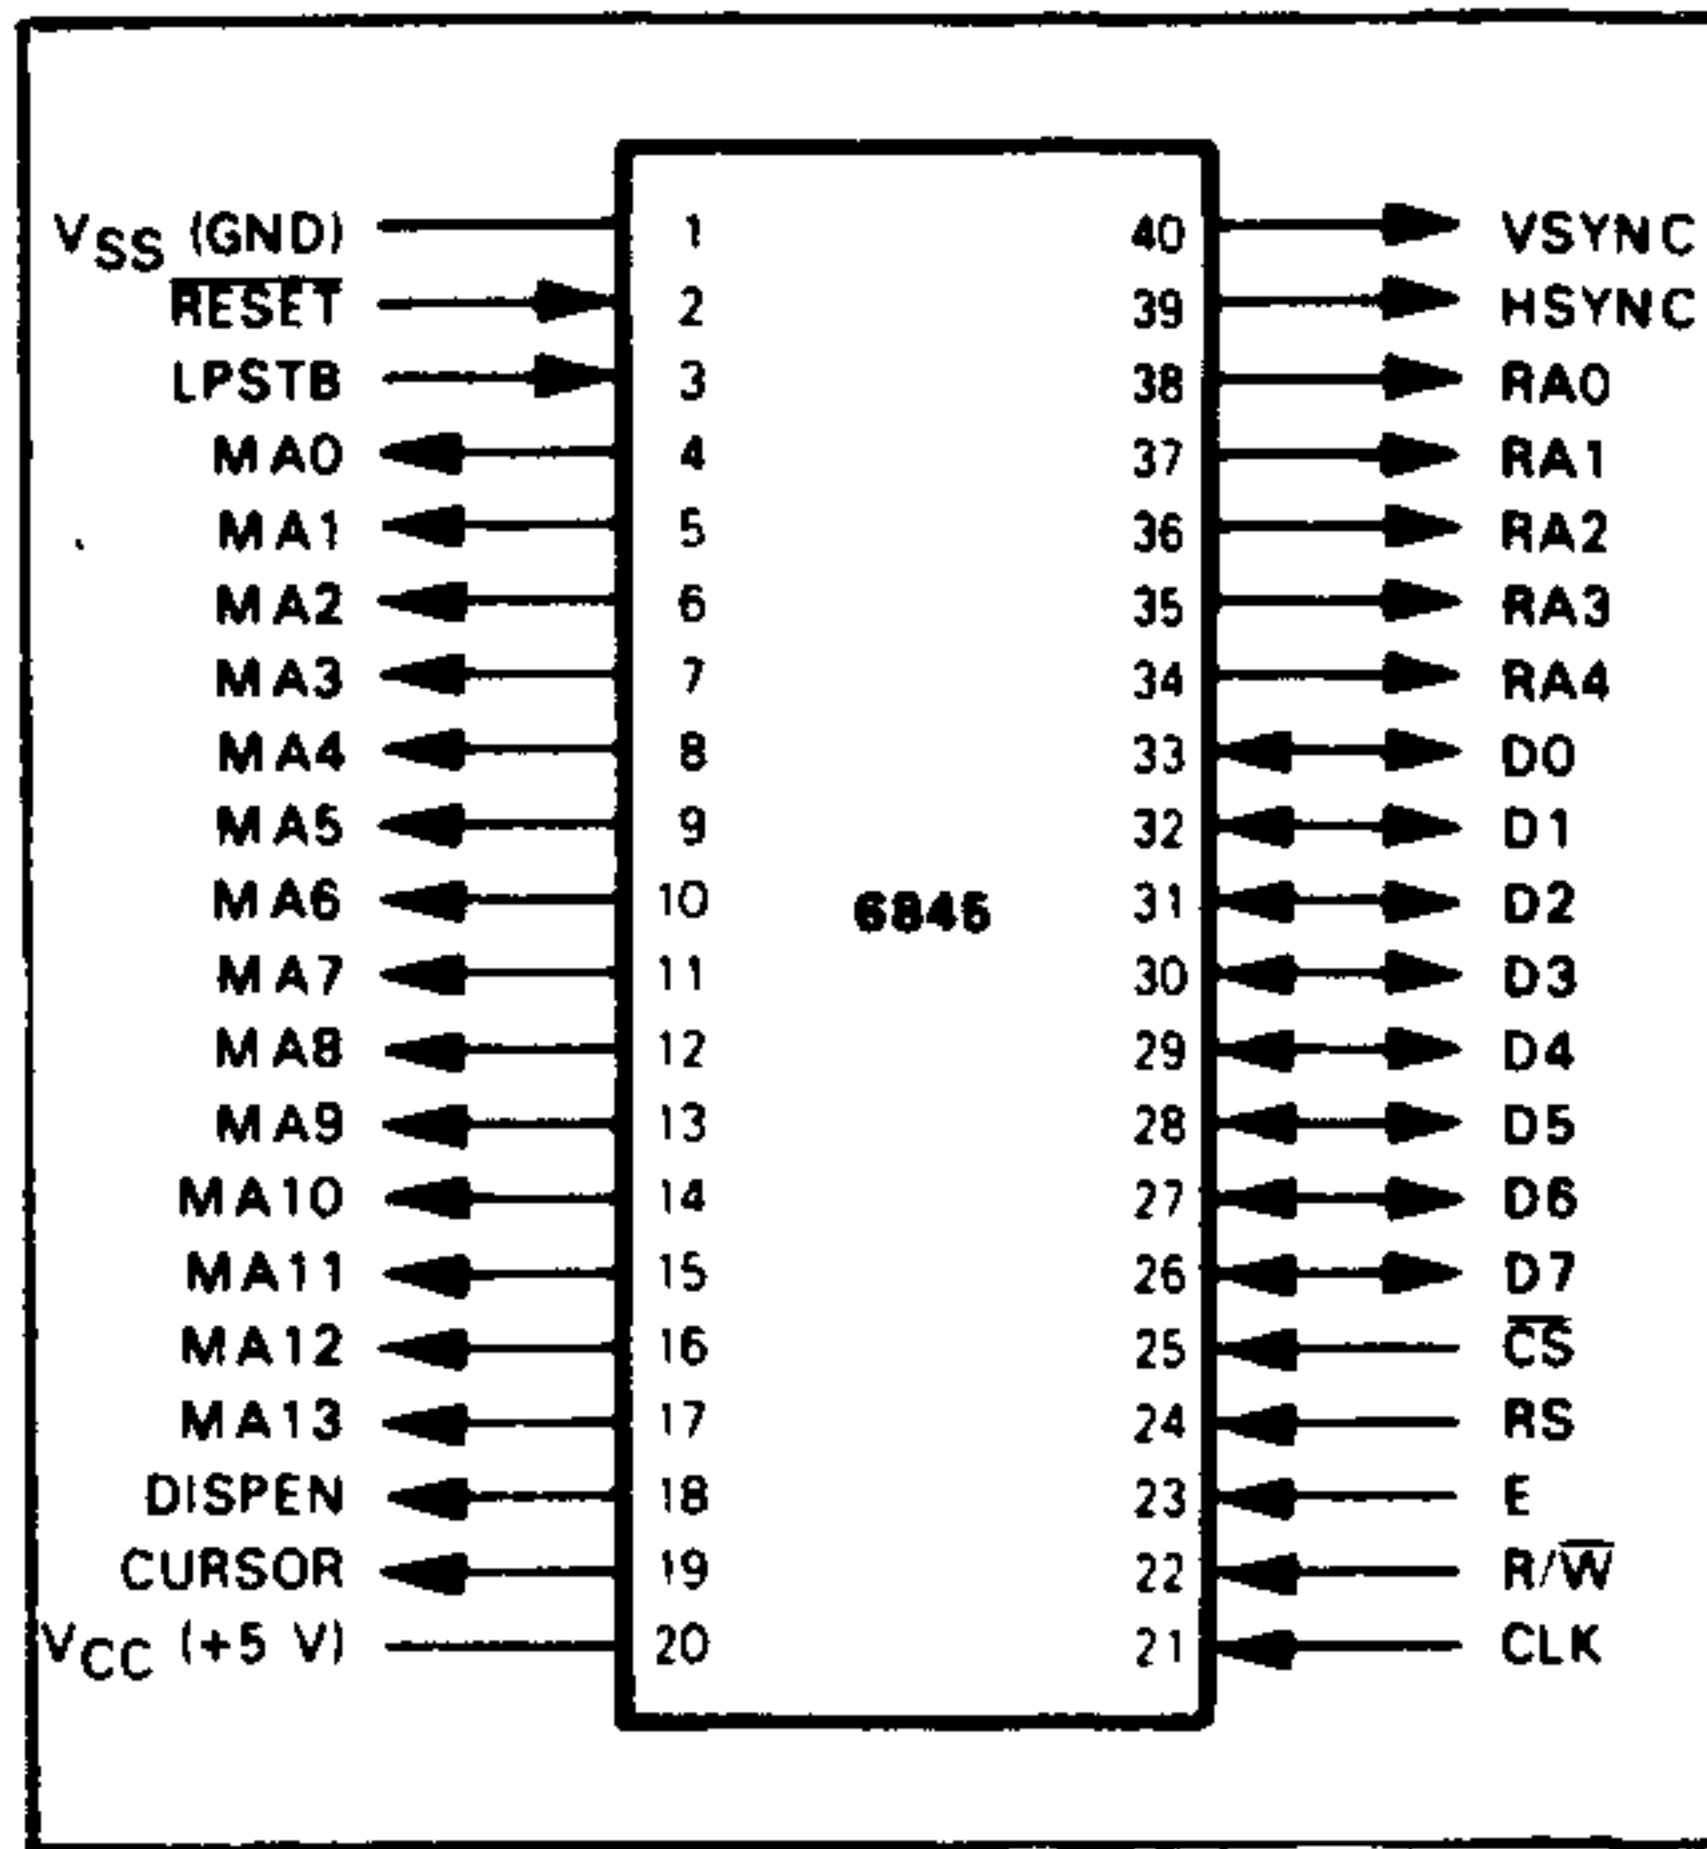 VSS (GND) 1 40 VSYNC
R̅E̅S̅E̅T̅ 2 39 HSYNC
LPSTB 3 38 RA0
MA0 4 37 RA1
MA1 5 36 RA2
MA2 6 35 RA3
MA3 7 34 RA4
MA4 8 33 D0
MA5 9 32 D1
MA6 10 31 D2
6845
MA7 11 30 D3
MA8 12 29 D4
MA9 13 28 D5
MA10 14 27 D6
MA11 15 26 D7
MA12 16 25 C̅S̅
MA13 17 24 RS
DISPEN 18 23 E
CURSOR 19 22 R/W̅
VCC (+5 V) 20 21 CLK